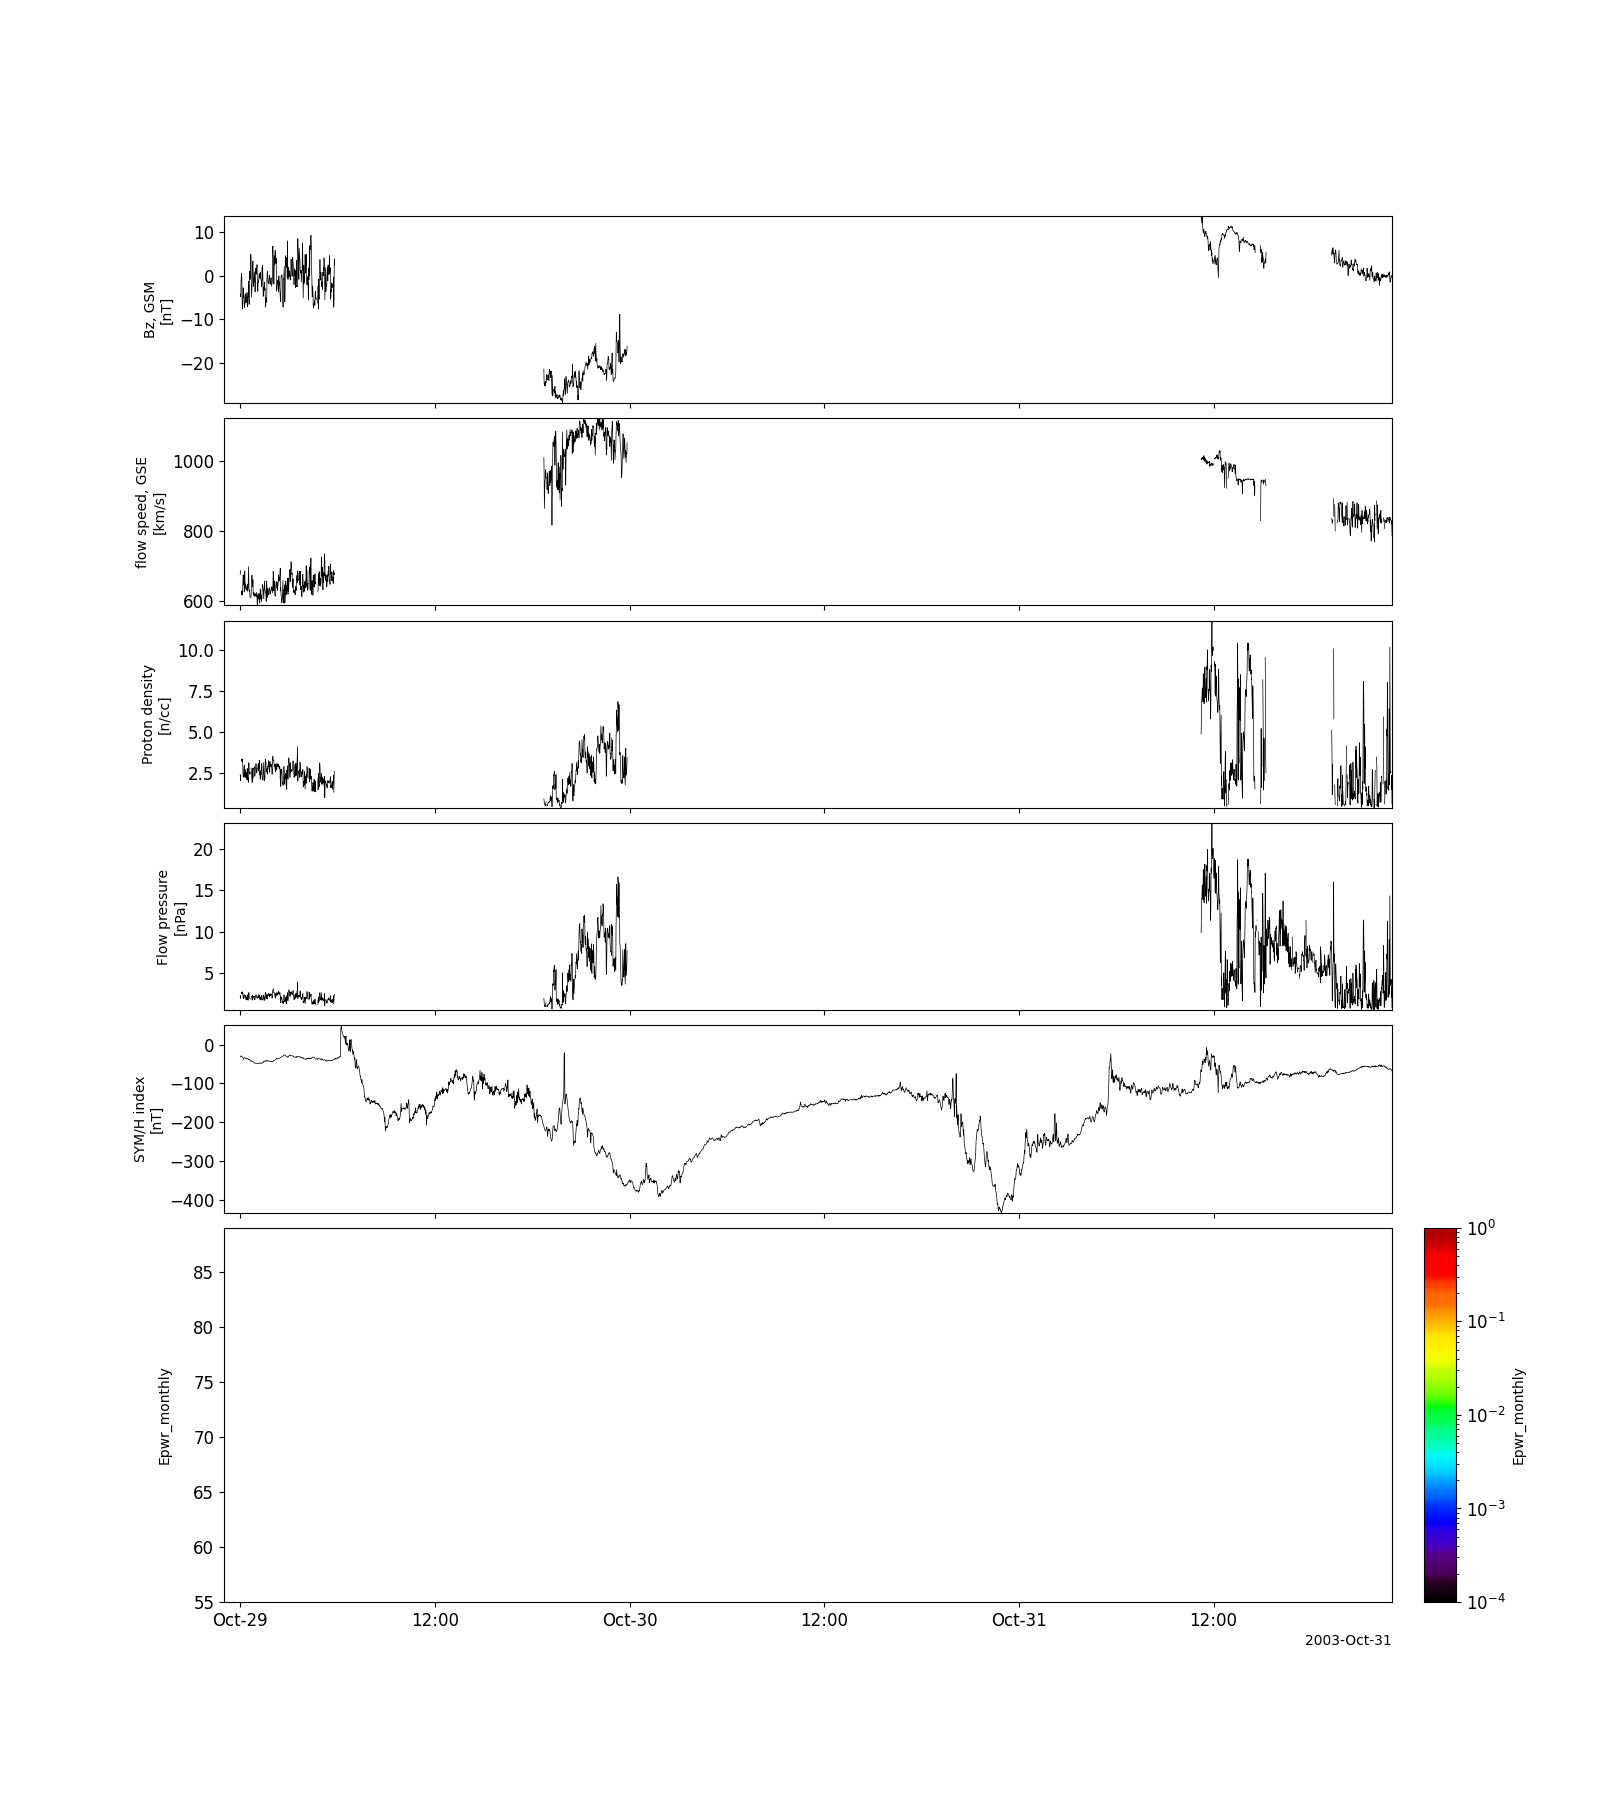 10
0
−10
−20
Bz, GSM
[nT]
1000
800
600
flow speed, GSE
[km/s]
10.0
7.5
5.0
2.5
Proton density
[n/cc]
20
15
10
5
Flow pressure
[nPa]
0
−100
−200
−300
−400
SYM/H index
[nT]
85
80
75
70
65
60
55
Epwr_monthly
Oct-29 12:00 Oct-30 12:00 Oct-31 12:00
2003-Oct-31
10⁰
10⁻¹
10⁻²
10⁻³
10⁻⁴
Epwr_monthly